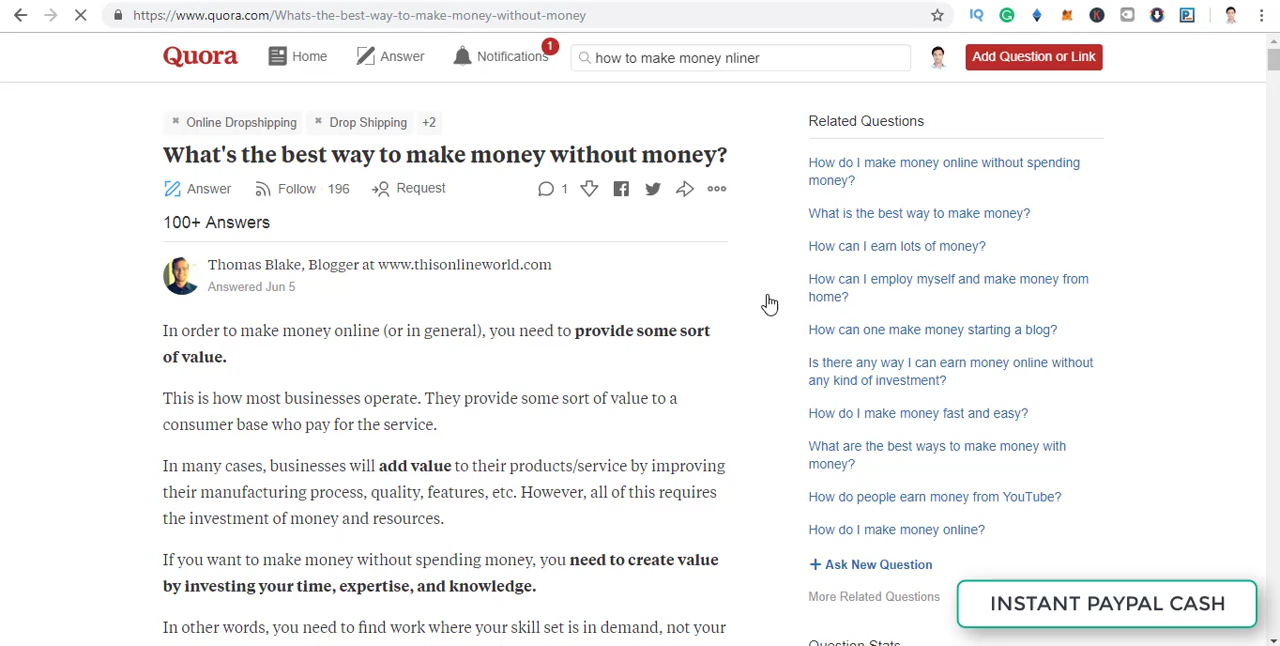 https://www.quora.com/Whats-the-best-way-to-make-money-without-money
Quora
Home
Answer
Notifications
1
how to make money nliner
Add Question or Link
Online Dropshipping
Drop Shipping
+2
What's the best way to make money without money?
Answer
Follow 196
Request
1
100+ Answers
Thomas Blake, Blogger at www.thisonlineworld.com
Answered Jun 5
In order to make money online (or in general), you need to provide some sort
of value.
This is how most businesses operate. They provide some sort of value to a
consumer base who pay for the service.
In many cases, businesses will add value to their products/service by improving
their manufacturing process, quality, features, etc. However, all of this requires
the investment of money and resources.
If you want to make money without spending money, you need to create value
by investing your time, expertise, and knowledge.
In other words, you need to find work where your skill set is in demand, not your
Related Questions
How do I make money online without spending
money?
What is the best way to make money?
How can I earn lots of money?
How can I employ myself and make money from
home?
How can one make money starting a blog?
Is there any way I can earn money online without
any kind of investment?
How do I make money fast and easy?
What are the best ways to make money with
money?
How do people earn money from YouTube?
How do I make money online?
+ Ask New Question
More Related Questions
Question Stats
INSTANT PAYPAL CASH